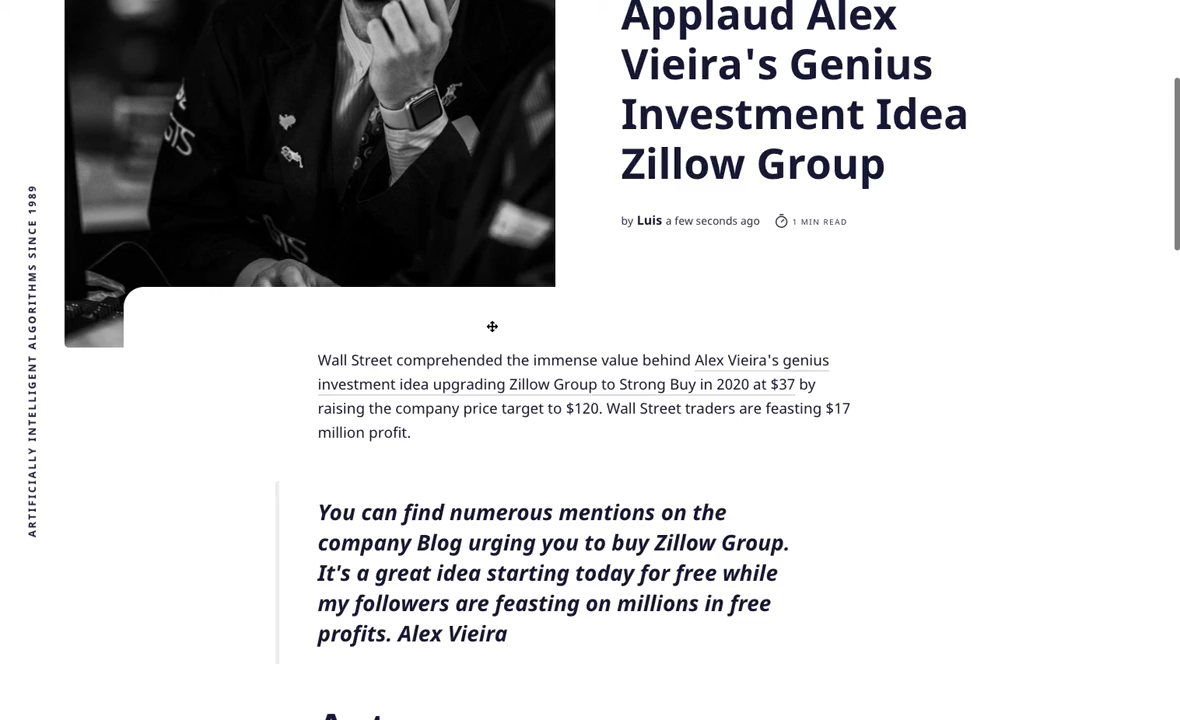 Applaud Alex
Vieira's Genius
Investment Idea
Zillow Group
by Luis a few seconds ago 1 MIN READ
ARTIFICIALLY INTELLIGENT ALGORITHMS SINCE 1989
Wall Street comprehended the immense value behind Alex Vieira's genius
investment idea upgrading Zillow Group to Strong Buy in 2020 at $37 by
raising the company price target to $120. Wall Street traders are feasting $17
million profit.
You can find numerous mentions on the
company Blog urging you to buy Zillow Group.
It's a great idea starting today for free while
my followers are feasting on millions in free
profits. Alex Vieira